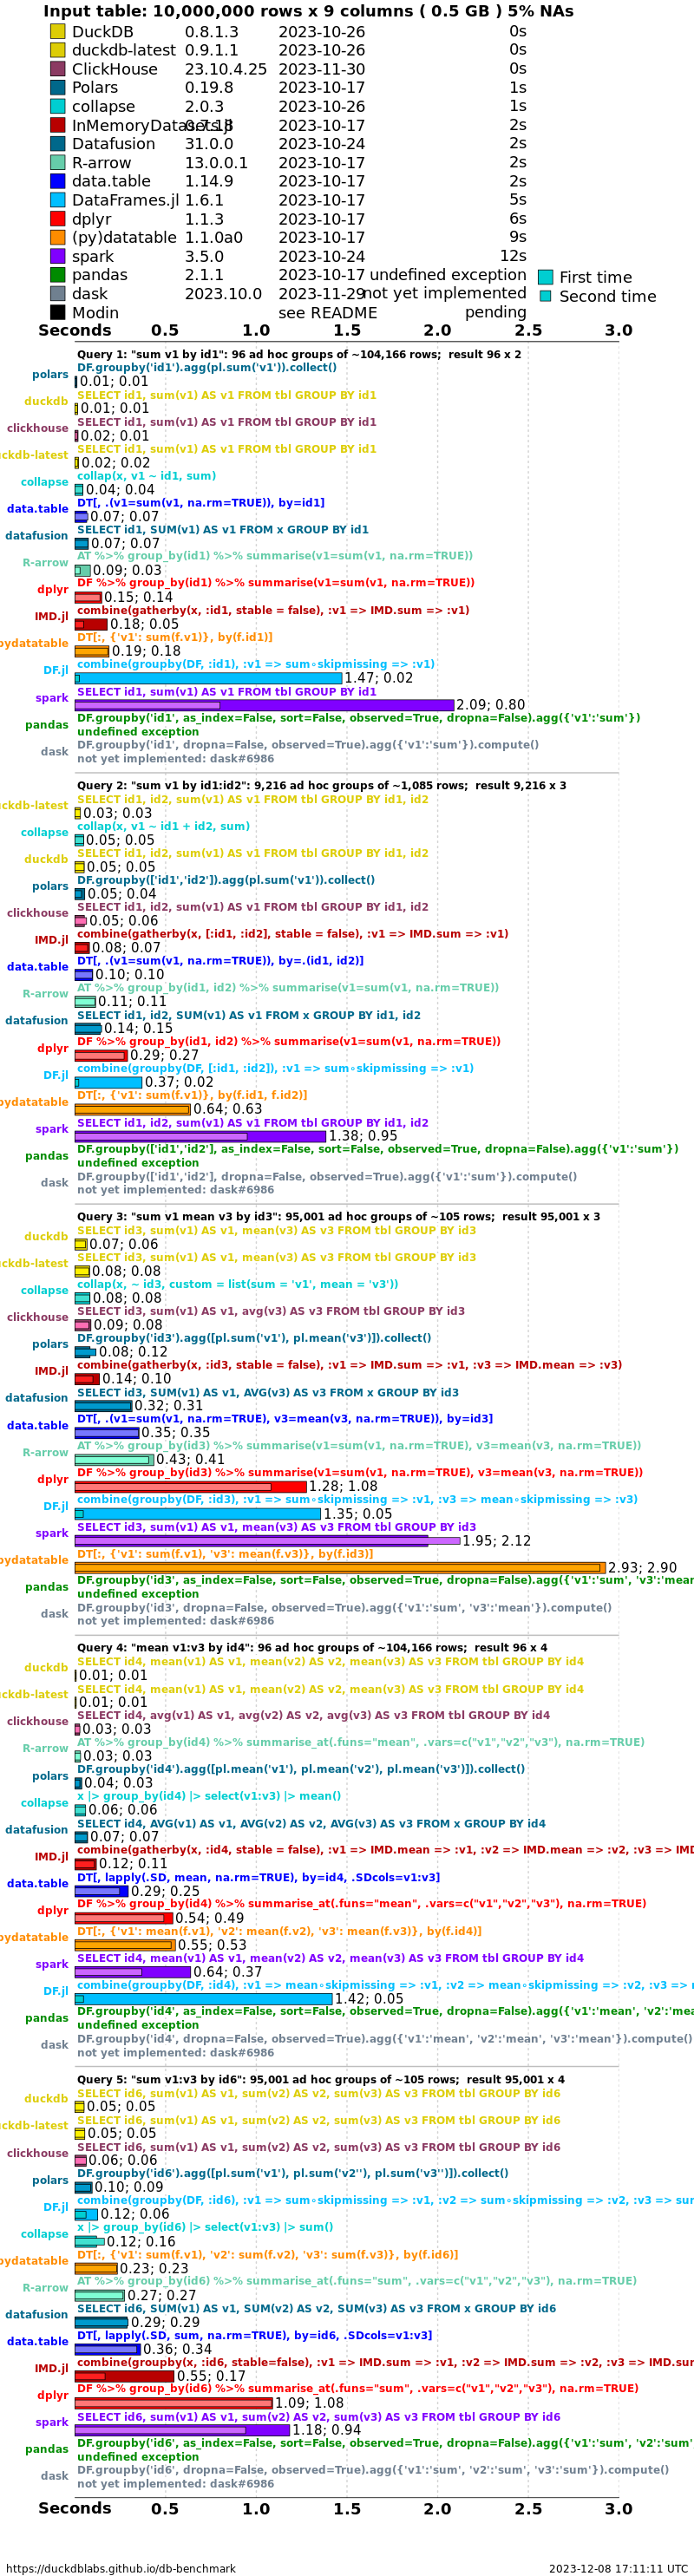 Input table: 10,000,000 rows x 9 columns ( 0.5 GB ) 5% NAs
DuckDB 0.8.1.3 2023-10-26 0s
duckdb-latest 0.9.1.1 2023-10-26 0s
ClickHouse 23.10.4.25 2023-11-30 0s
Polars 0.19.8 2023-10-17 1s
collapse 2.0.3 2023-10-26 1s
InMemoryDatasets.jl 0.7.18 2023-10-17 2s
Datafusion 31.0.0 2023-10-24 2s
R-arrow 13.0.0.1 2023-10-17 2s
data.table 1.14.9 2023-10-17 2s
DataFrames.jl 1.6.1 2023-10-17 5s
dplyr 1.1.3 2023-10-17 6s
(py)datatable 1.1.0a0 2023-10-17 9s
spark 3.5.0 2023-10-24 12s
pandas 2.1.1 2023-10-17 undefined exception First time
dask 2023.10.0 2023-11-29 not yet implemented Second time
Modin see README pending
Seconds 0.5 1.0 1.5 2.0 2.5 3.0
Query 1: "sum v1 by id1": 96 ad hoc groups of ~104,166 rows; result 96 x 2
DF.groupby('id1').agg(pl.sum('v1')).collect()
polars 0.01; 0.01
SELECT id1, sum(v1) AS v1 FROM tbl GROUP BY id1
duckdb 0.01; 0.01
SELECT id1, sum(v1) AS v1 FROM tbl GROUP BY id1
clickhouse 0.02; 0.01
SELECT id1, sum(v1) AS v1 FROM tbl GROUP BY id1
ckdb-latest 0.02; 0.02
collap(x, v1 ~ id1, sum)
collapse 0.04; 0.04
DT[, .(v1=sum(v1, na.rm=TRUE)), by=id1]
data.table 0.07; 0.07
SELECT id1, SUM(v1) AS v1 FROM x GROUP BY id1
datafusion 0.07; 0.07
AT %>% group_by(id1) %>% summarise(v1=sum(v1, na.rm=TRUE))
R-arrow 0.09; 0.03
DF %>% group_by(id1) %>% summarise(v1=sum(v1, na.rm=TRUE))
dplyr 0.15; 0.14
combine(gatherby(x, :id1, stable = false), :v1 => IMD.sum => :v1)
IMD.jl 0.18; 0.05
DT[:, {'v1': sum(f.v1)}, by(f.id1)]
pydatatable 0.19; 0.18
combine(groupby(DF, :id1), :v1 => sum∘skipmissing => :v1)
DF.jl 1.47; 0.02
SELECT id1, sum(v1) AS v1 FROM tbl GROUP BY id1
spark 2.09; 0.80
DF.groupby('id1', as_index=False, sort=False, observed=True, dropna=False).agg({'v1':'sum'})
pandas undefined exception
DF.groupby('id1', dropna=False, observed=True).agg({'v1':'sum'}).compute()
dask not yet implemented: dask#6986
Query 2: "sum v1 by id1:id2": 9,216 ad hoc groups of ~1,085 rows; result 9,216 x 3
SELECT id1, id2, sum(v1) AS v1 FROM tbl GROUP BY id1, id2
ckdb-latest 0.03; 0.03
collap(x, v1 ~ id1 + id2, sum)
collapse 0.05; 0.05
SELECT id1, id2, sum(v1) AS v1 FROM tbl GROUP BY id1, id2
duckdb 0.05; 0.05
DF.groupby(['id1','id2']).agg(pl.sum('v1')).collect()
polars 0.05; 0.04
SELECT id1, id2, sum(v1) AS v1 FROM tbl GROUP BY id1, id2
clickhouse 0.05; 0.06
combine(gatherby(x, [:id1, :id2], stable = false), :v1 => IMD.sum => :v1)
IMD.jl 0.08; 0.07
DT[, .(v1=sum(v1, na.rm=TRUE)), by=.(id1, id2)]
data.table 0.10; 0.10
AT %>% group_by(id1, id2) %>% summarise(v1=sum(v1, na.rm=TRUE))
R-arrow 0.11; 0.11
SELECT id1, id2, SUM(v1) AS v1 FROM x GROUP BY id1, id2
datafusion 0.14; 0.15
DF %>% group_by(id1, id2) %>% summarise(v1=sum(v1, na.rm=TRUE))
dplyr 0.29; 0.27
combine(groupby(DF, [:id1, :id2]), :v1 => sum∘skipmissing => :v1)
DF.jl 0.37; 0.02
DT[:, {'v1': sum(f.v1)}, by(f.id1, f.id2)]
pydatatable 0.64; 0.63
SELECT id1, id2, sum(v1) AS v1 FROM tbl GROUP BY id1, id2
spark 1.38; 0.95
DF.groupby(['id1','id2'], as_index=False, sort=False, observed=True, dropna=False).agg({'v1':'sum'})
pandas undefined exception
DF.groupby(['id1','id2'], dropna=False, observed=True).agg({'v1':'sum'}).compute()
dask not yet implemented: dask#6986
Query 3: "sum v1 mean v3 by id3": 95,001 ad hoc groups of ~105 rows; result 95,001 x 3
SELECT id3, sum(v1) AS v1, mean(v3) AS v3 FROM tbl GROUP BY id3
duckdb 0.07; 0.06
SELECT id3, sum(v1) AS v1, mean(v3) AS v3 FROM tbl GROUP BY id3
ckdb-latest 0.08; 0.08
collap(x, ~ id3, custom = list(sum = 'v1', mean = 'v3'))
collapse 0.08; 0.08
SELECT id3, sum(v1) AS v1, avg(v3) AS v3 FROM tbl GROUP BY id3
clickhouse 0.09; 0.08
DF.groupby('id3').agg([pl.sum('v1'), pl.mean('v3')]).collect()
polars 0.08; 0.12
combine(gatherby(x, :id3, stable = false), :v1 => IMD.sum => :v1, :v3 => IMD.mean => :v3)
IMD.jl 0.14; 0.10
SELECT id3, SUM(v1) AS v1, AVG(v3) AS v3 FROM x GROUP BY id3
datafusion 0.32; 0.31
DT[, .(v1=sum(v1, na.rm=TRUE), v3=mean(v3, na.rm=TRUE)), by=id3]
data.table 0.35; 0.35
AT %>% group_by(id3) %>% summarise(v1=sum(v1, na.rm=TRUE), v3=mean(v3, na.rm=TRUE))
R-arrow 0.43; 0.41
DF %>% group_by(id3) %>% summarise(v1=sum(v1, na.rm=TRUE), v3=mean(v3, na.rm=TRUE))
dplyr 1.28; 1.08
combine(groupby(DF, :id3), :v1 => sum∘skipmissing => :v1, :v3 => mean∘skipmissing => :v3)
DF.jl 1.35; 0.05
SELECT id3, sum(v1) AS v1, mean(v3) AS v3 FROM tbl GROUP BY id3
spark 1.95; 2.12
DT[:, {'v1': sum(f.v1), 'v3': mean(f.v3)}, by(f.id3)]
pydatatable 2.93; 2.90
DF.groupby('id3', as_index=False, sort=False, observed=True, dropna=False).agg({'v1':'sum', 'v3':'mean
pandas undefined exception
DF.groupby('id3', dropna=False, observed=True).agg({'v1':'sum', 'v3':'mean'}).compute()
dask not yet implemented: dask#6986
Query 4: "mean v1:v3 by id4": 96 ad hoc groups of ~104,166 rows; result 96 x 4
SELECT id4, mean(v1) AS v1, mean(v2) AS v2, mean(v3) AS v3 FROM tbl GROUP BY id4
duckdb 0.01; 0.01
SELECT id4, mean(v1) AS v1, mean(v2) AS v2, mean(v3) AS v3 FROM tbl GROUP BY id4
ckdb-latest 0.01; 0.01
SELECT id4, avg(v1) AS v1, avg(v2) AS v2, avg(v3) AS v3 FROM tbl GROUP BY id4
clickhouse 0.03; 0.03
AT %>% group_by(id4) %>% summarise_at(.funs="mean", .vars=c("v1","v2","v3"), na.rm=TRUE)
R-arrow 0.03; 0.03
DF.groupby('id4').agg([pl.mean('v1'), pl.mean('v2'), pl.mean('v3')]).collect()
polars 0.04; 0.03
x |> group_by(id4) |> select(v1:v3) |> mean()
collapse 0.06; 0.06
SELECT id4, AVG(v1) AS v1, AVG(v2) AS v2, AVG(v3) AS v3 FROM x GROUP BY id4
datafusion 0.07; 0.07
combine(gatherby(x, :id4, stable = false), :v1 => IMD.mean => :v1, :v2 => IMD.mean => :v2, :v3 => IMD
IMD.jl 0.12; 0.11
DT[, lapply(.SD, mean, na.rm=TRUE), by=id4, .SDcols=v1:v3]
data.table 0.29; 0.25
DF %>% group_by(id4) %>% summarise_at(.funs="mean", .vars=c("v1","v2","v3"), na.rm=TRUE)
dplyr 0.54; 0.49
DT[:, {'v1': mean(f.v1), 'v2': mean(f.v2), 'v3': mean(f.v3)}, by(f.id4)]
pydatatable 0.55; 0.53
SELECT id4, mean(v1) AS v1, mean(v2) AS v2, mean(v3) AS v3 FROM tbl GROUP BY id4
spark 0.64; 0.37
combine(groupby(DF, :id4), :v1 => mean∘skipmissing => :v1, :v2 => mean∘skipmissing => :v2, :v3 => m
DF.jl 1.42; 0.05
DF.groupby('id4', as_index=False, sort=False, observed=True, dropna=False).agg({'v1':'mean', 'v2':'mea
pandas undefined exception
DF.groupby('id4', dropna=False, observed=True).agg({'v1':'mean', 'v2':'mean', 'v3':'mean'}).compute()
dask not yet implemented: dask#6986
Query 5: "sum v1:v3 by id6": 95,001 ad hoc groups of ~105 rows; result 95,001 x 4
SELECT id6, sum(v1) AS v1, sum(v2) AS v2, sum(v3) AS v3 FROM tbl GROUP BY id6
duckdb 0.05; 0.05
SELECT id6, sum(v1) AS v1, sum(v2) AS v2, sum(v3) AS v3 FROM tbl GROUP BY id6
ckdb-latest 0.05; 0.05
SELECT id6, sum(v1) AS v1, sum(v2) AS v2, sum(v3) AS v3 FROM tbl GROUP BY id6
clickhouse 0.06; 0.06
DF.groupby('id6').agg([pl.sum('v1'), pl.sum('v2''), pl.sum('v3'')]).collect()
polars 0.10; 0.09
combine(groupby(DF, :id6), :v1 => sum∘skipmissing => :v1, :v2 => sum∘skipmissing => :v2, :v3 => sur
DF.jl 0.12; 0.06
x |> group_by(id6) |> select(v1:v3) |> sum()
collapse 0.12; 0.16
DT[:, {'v1': sum(f.v1), 'v2': sum(f.v2), 'v3': sum(f.v3)}, by(f.id6)]
pydatatable 0.23; 0.23
AT %>% group_by(id6) %>% summarise_at(.funs="sum", .vars=c("v1","v2","v3"), na.rm=TRUE)
R-arrow 0.27; 0.27
SELECT id6, SUM(v1) AS v1, SUM(v2) AS v2, SUM(v3) AS v3 FROM x GROUP BY id6
datafusion 0.29; 0.29
DT[, lapply(.SD, sum, na.rm=TRUE), by=id6, .SDcols=v1:v3]
data.table 0.36; 0.34
combine(groupby(x, :id6, stable=false), :v1 => IMD.sum => :v1, :v2 => IMD.sum => :v2, :v3 => IMD.sur
IMD.jl 0.55; 0.17
DF %>% group_by(id6) %>% summarise_at(.funs="sum", .vars=c("v1","v2","v3"), na.rm=TRUE)
dplyr 1.09; 1.08
SELECT id6, sum(v1) AS v1, sum(v2) AS v2, sum(v3) AS v3 FROM tbl GROUP BY id6
spark 1.18; 0.94
DF.groupby('id6', as_index=False, sort=False, observed=True, dropna=False).agg({'v1':'sum', 'v2':'sum'
pandas undefined exception
DF.groupby('id6', dropna=False, observed=True).agg({'v1':'sum', 'v2':'sum', 'v3':'sum'}).compute()
dask not yet implemented: dask#6986
Seconds 0.5 1.0 1.5 2.0 2.5 3.0
https://duckdblabs.github.io/db-benchmark 2023-12-08 17:11:11 UTC